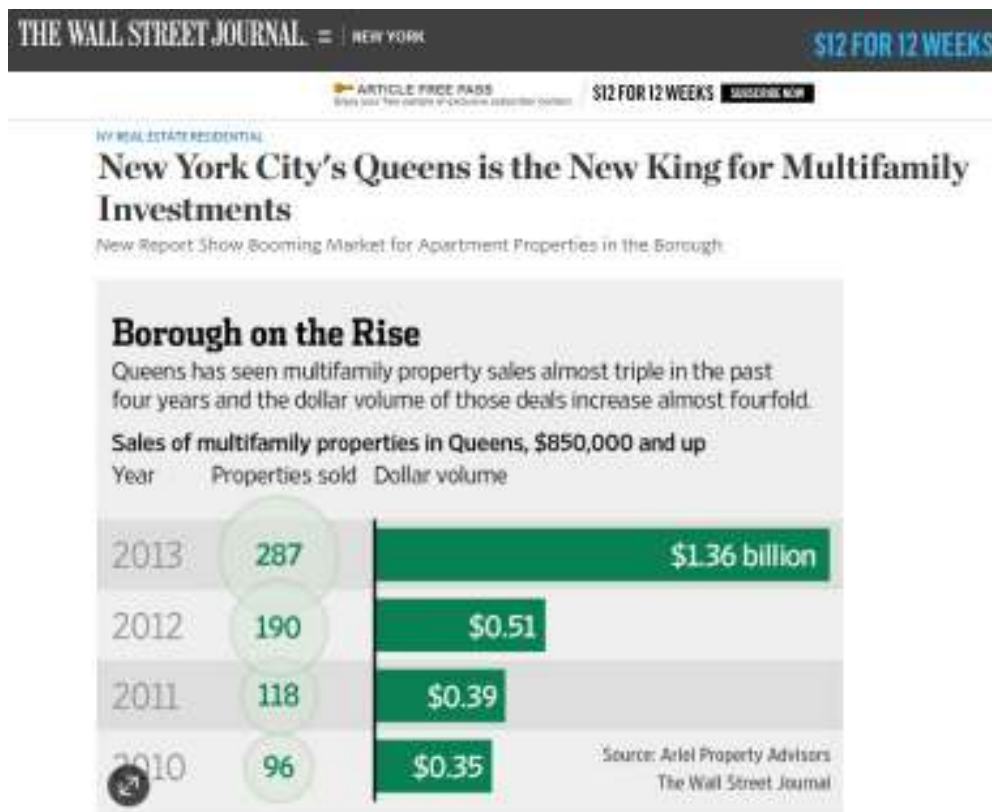 THE WALL STREET JOURNAL. = | NEW YORK
$12 FOR 12 WEEKS
ARTICLE FREE PASS
$12 FOR 12 WEEKS SUBSCRIBE NOW
NY REAL ESTATE RESIDENTIAL
New York City's Queens is the New King for Multifamily
Investments
New Report Show Booming Market for Apartment Properties in the Borough
Borough on the Rise
Queens has seen multifamily property sales almost triple in the past
four years and the dollar volume of those deals increase almost fourfold.
Sales of multifamily properties in Queens, $850,000 and up
Year Properties sold Dollar volume
2013 287 $1.36 billion
2012 190 $0.51
2011 118 $0.39
2010 96 $0.35
Source: Ariel Property Advisors
The Wall Street Journal